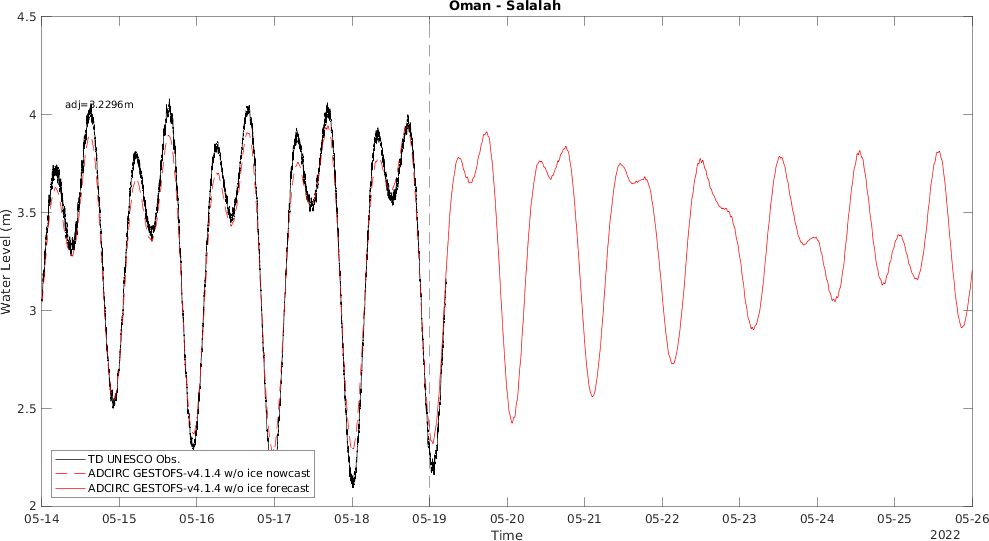 Oman - Salalah
4.5
4
3.5
3
2.5
2
Water Level (m)
adj=3.2296m
TD UNESCO Obs.
ADCIRC GESTOFS-v4.1.4 w/o ice nowcast
ADCIRC GESTOFS-v4.1.4 w/o ice forecast
05-14 05-15 05-16 05-17 05-18 05-19 05-20 05-21 05-22 05-23 05-24 05-25 05-26
Time
2022